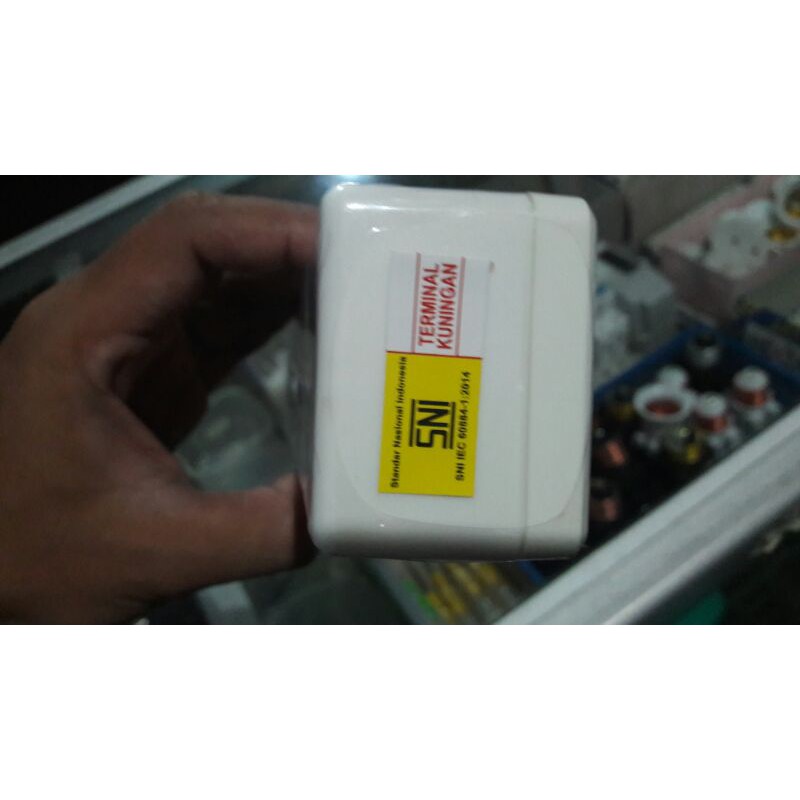 TERMINAL
KUNINGAN
Standar Nasional Indonesia
SNI
SNI IEC 60884-1:2014